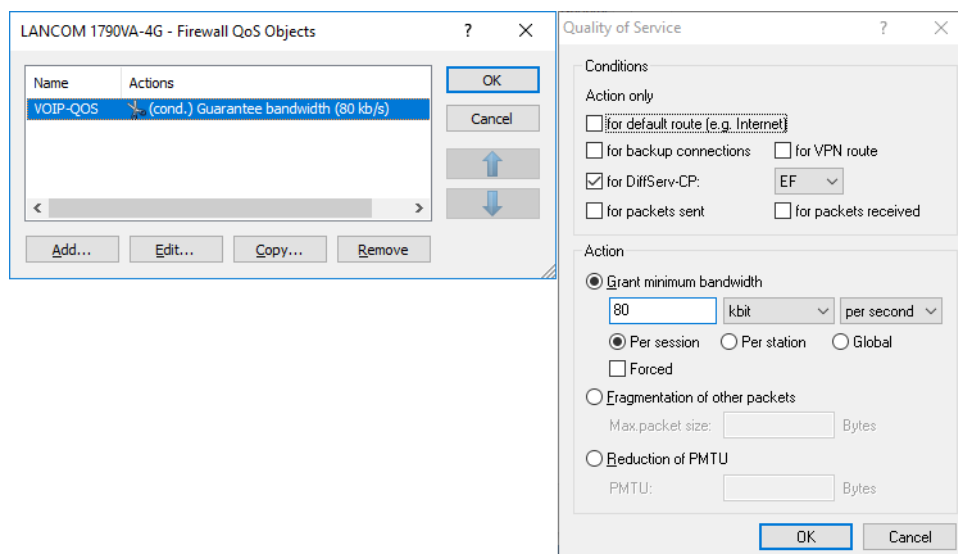 LANCOM 1790VA-4G - Firewall QoS Objects ?
Name Actions
VOIP-QOS (cond.) Guarantee bandwidth (80 kb/s)
OK
Cancel
Add... Edit... Copy... Remove
Quality of Service ?
Conditions
Action only
for default route (e.g. Internet)
for backup connections for VPN route
for DiffServ-CP: EF
for packets sent for packets received
Action
Grant minimum bandwidth
80 kbit per second
Per session Per station Global
Forced
Fragmentation of other packets
Max.packet size: Bytes
Reduction of PMTU
PMTU: Bytes
OK Cancel